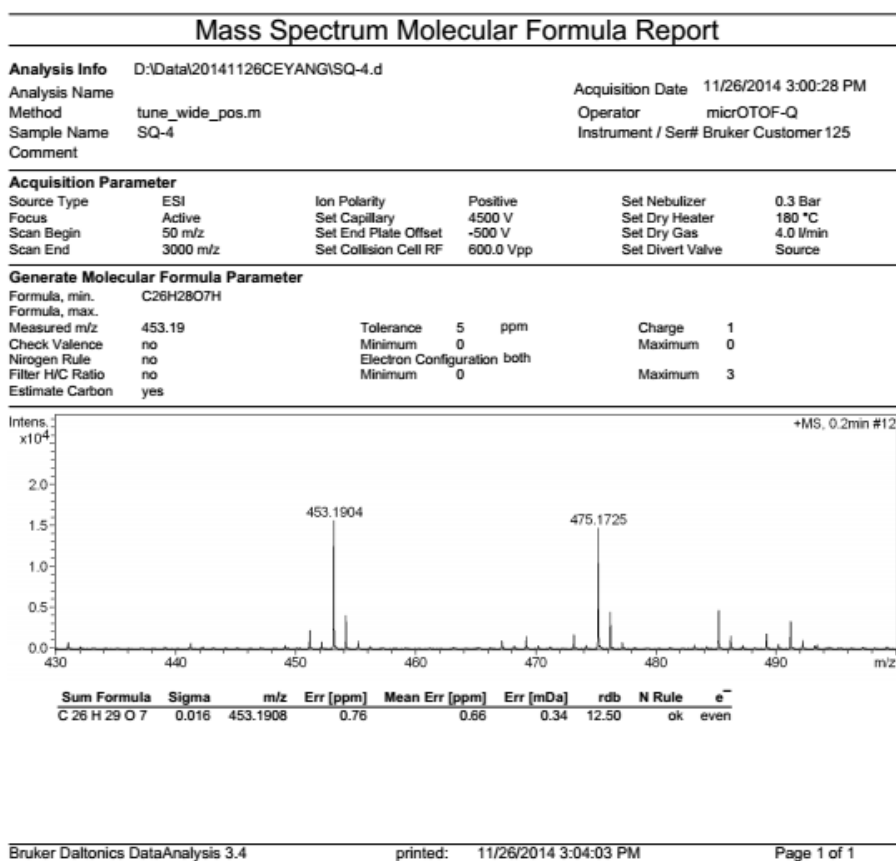 Mass Spectrum Molecular Formula Report
Analysis Info D:\Data\20141126CEYANG\SQ-4.d
Analysis Name Acquisition Date 11/26/2014 3:00:28 PM
Method tune_wide_pos.m Operator micrOTOF-Q
Sample Name SQ-4 Instrument / Ser# Bruker Customer 125
Comment
Acquisition Parameter
Source Type ESI Ion Polarity Positive Set Nebulizer 0.3 Bar
Focus Active Set Capillary 4500 V Set Dry Heater 180 °C
Scan Begin 50 m/z Set End Plate Offset -500 V Set Dry Gas 4.0 l/min
Scan End 3000 m/z Set Collision Cell RF 600.0 Vpp Set Divert Valve Source
Generate Molecular Formula Parameter
Formula, min. C26H28O7H
Formula, max.
Measured m/z 453.19 Tolerance 5 ppm Charge 1
Check Valence no Minimum 0 Maximum 0
Nirogen Rule no Electron Configuration both
Filter H/C Ratio no Minimum 0 Maximum 3
Estimate Carbon yes
Intens. +MS, 0.2min #12
x10⁴
2.0
453.1904 475.1725
1.5
1.0
0.5
0.0
430 440 450 460 470 480 490 m/z
Sum Formula Sigma m/z Err [ppm] Mean Err [ppm] Err [mDa] rdb N Rule e⁻
C 26 H 29 O 7 0.016 453.1908 0.76 0.66 0.34 12.50 ok even
Bruker Daltonics DataAnalysis 3.4 printed: 11/26/2014 3:04:03 PM Page 1 of 1